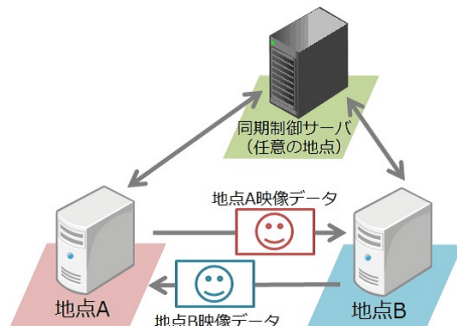 同期制御サーバ
（任意の地点）
地点A映像データ
地点A
地点B
地点B映像データ